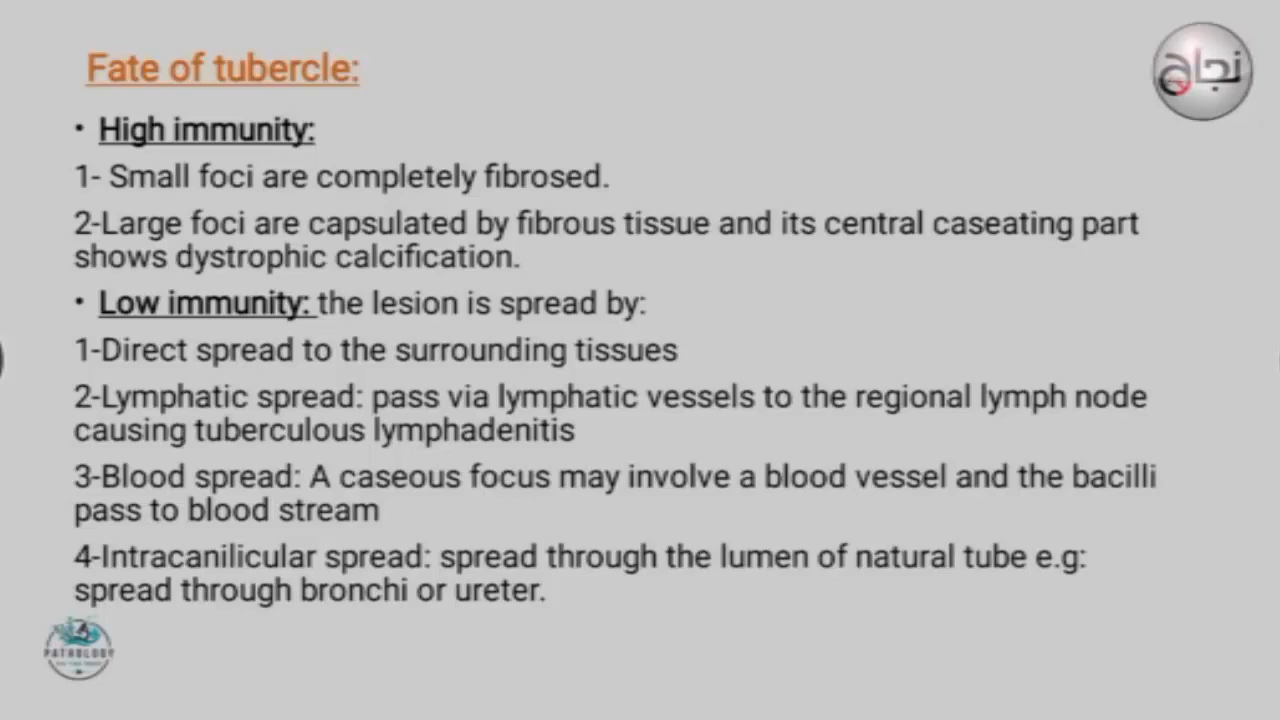 Fate of tubercle:
نجاح
• High immunity:
1- Small foci are completely fibrosed.
2-Large foci are capsulated by fibrous tissue and its central caseating part
shows dystrophic calcification.
• Low immunity: the lesion is spread by:
1-Direct spread to the surrounding tissues
2-Lymphatic spread: pass via lymphatic vessels to the regional lymph node
causing tuberculous lymphadenitis
3-Blood spread: A caseous focus may involve a blood vessel and the bacilli
pass to blood stream
4-Intracanilicular spread: spread through the lumen of natural tube e.g:
spread through bronchi or ureter.
PATHOLOGY